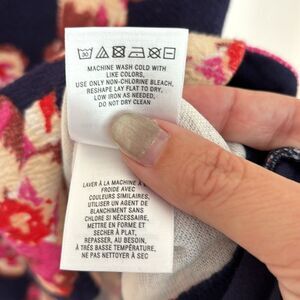 MACHINE WASH COLD WITH
LIKE COLORS,
USE ONLY NON-CHLORINE BLEACH,
RESHAPE LAY FLAT TO DRY,
LOW IRON AS NEEDED,
DO NOT DRY CLEAN
LAVER À LA MACHINE À
FROIDE AVEC
COULEURS SIMILAIRES,
UTILISER UN AGENT DE
BLANCHIMENT SANS
CHLORE SI NÉCESSAIRE,
METTRE EN FORME ET
SECHER À PLAT,
REPASSER, AU BESOIN,
À TRÈS BASSE TEMPÉRATURE,
NE PAS NETTOYER À SEC